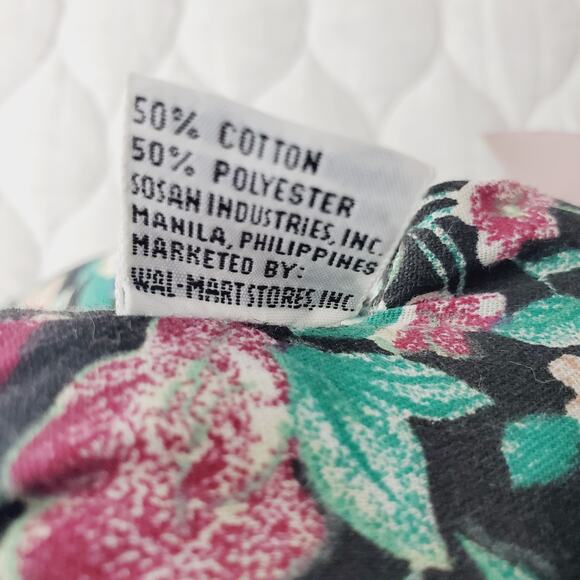 50% COTTON
50% POLYESTER
SOSAN INDUSTRIES, INC.
MANILA, PHILIPPINES
MARKETED BY:
WAL-MART STORES, INC.